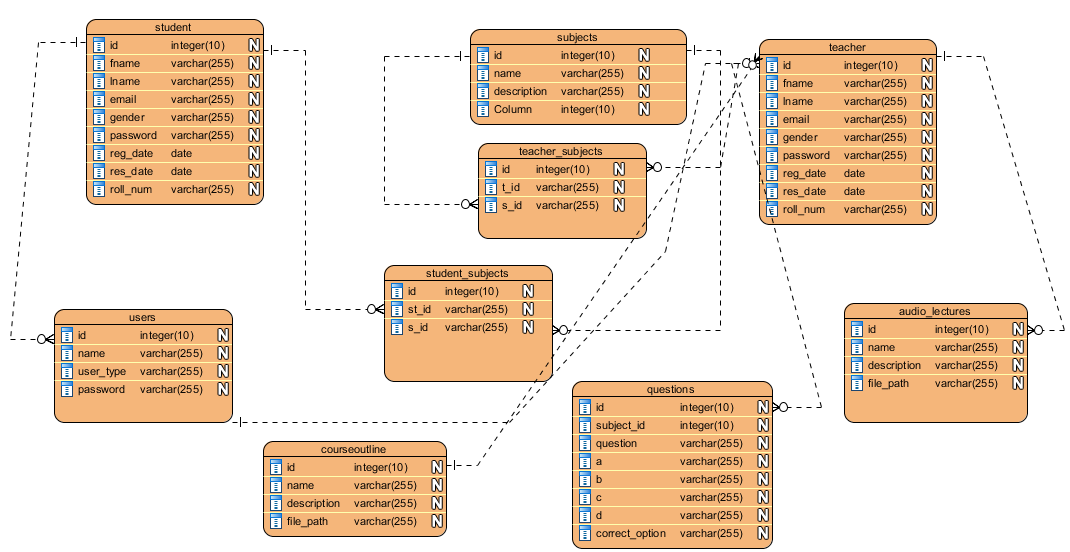 student
id integer(10) N
fname varchar(255) N
lname varchar(255) N
email varchar(255) N
gender varchar(255) N
password varchar(255) N
reg_date date N
res_date date N
roll_num varchar(255) N
subjects
id integer(10) N
name varchar(255) N
description varchar(255) N
Column integer(10) N
teacher
id integer(10) N
fname varchar(255) N
lname varchar(255) N
email varchar(255) N
gender varchar(255) N
password varchar(255) N
reg_date date N
res_date date N
roll_num varchar(255) N
teacher_subjects
id integer(10) N
t_id varchar(255) N
s_id varchar(255) N
student_subjects
id integer(10) N
st_id varchar(255) N
s_id varchar(255) N
users
id integer(10) N
name varchar(255) N
user_type varchar(255) N
password varchar(255) N
audio_lectures
id integer(10) N
name varchar(255) N
description varchar(255) N
file_path varchar(255) N
questions
id integer(10) N
subject_id integer(10) N
question varchar(255) N
a varchar(255) N
b varchar(255) N
c varchar(255) N
d varchar(255) N
correct_option varchar(255) N
courseoutline
id integer(10) N
name varchar(255) N
description varchar(255) N
file_path varchar(255) N